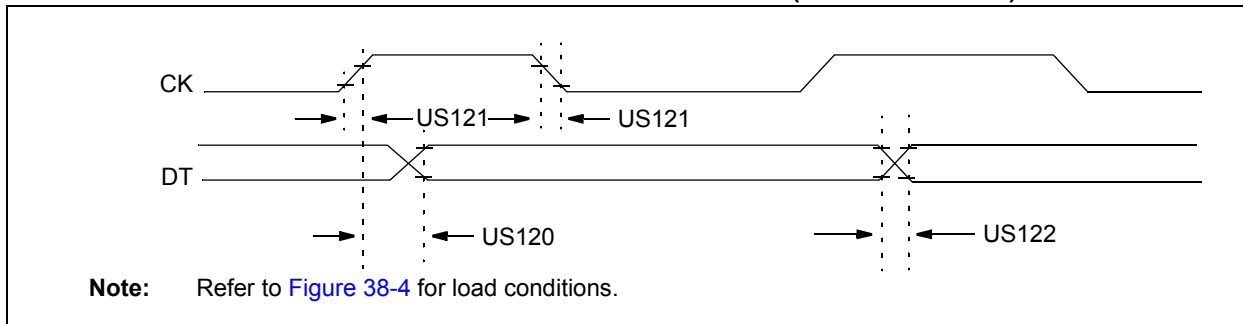 CK
US121 US121
DT
US120
US122
Note: Refer to Figure 38-4 for load conditions.